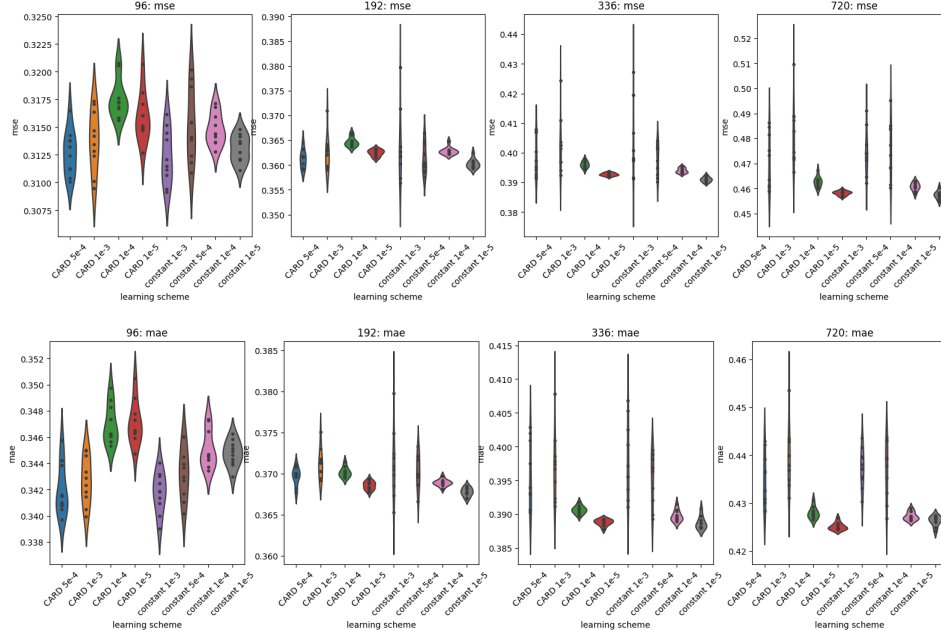 96: mse
192: mse
336: mse
720: mse
0.3250
0.3225
0.3200
0.3175
0.3150
0.3125
0.3100
0.3075
mse
0.390
0.385
0.380
0.375
0.370
0.365
0.360
0.355
0.350
mse
0.44
0.43
0.42
0.41
0.40
0.39
0.38
mse
0.52
0.51
0.50
0.49
0.48
0.47
0.46
0.45
mse
CARD 5e-4
CARD 1e-3
CARD 1e-4
CARD 1e-5
constant 1e-3
constant 5e-4
constant 1e-4
constant 1e-5
CARD 5e-4
CARD 1e-3
CARD 1e-4
CARD 1e-5
constant 1e-3
constant 5e-4
constant 1e-4
constant 1e-5
CARD 5e-4
CARD 1e-3
CARD 1e-4
CARD 1e-5
constant 1e-3
constant 5e-4
constant 1e-4
constant 1e-5
CARD 5e-4
CARD 1e-3
CARD 1e-4
CARD 1e-5
constant 1e-3
constant 5e-4
constant 1e-4
constant 1e-5
learning scheme
learning scheme
learning scheme
learning scheme
96: mae
192: mae
336: mae
720: mae
0.352
0.350
0.348
0.346
0.344
0.342
0.340
0.338
mae
0.385
0.380
0.375
0.370
0.365
0.360
mae
0.415
0.410
0.405
0.400
0.395
0.390
0.385
mae
0.46
0.45
0.44
0.43
0.42
mae
CARD 5e-4
CARD 1e-3
CARD 1e-4
CARD 1e-5
constant 1e-3
constant 5e-4
constant 1e-4
constant 1e-5
CARD 5e-4
CARD 1e-3
CARD 1e-4
CARD 1e-5
constant 1e-3
constant 5e-4
constant 1e-4
constant 1e-5
CARD 5e-4
CARD 1e-3
CARD 1e-4
CARD 1e-5
constant 1e-3
constant 5e-4
constant 1e-4
constant 1e-5
CARD 5e-4
CARD 1e-3
CARD 1e-4
CARD 1e-5
constant 1e-3
constant 5e-4
constant 1e-4
constant 1e-5
learning scheme
learning scheme
learning scheme
learning scheme